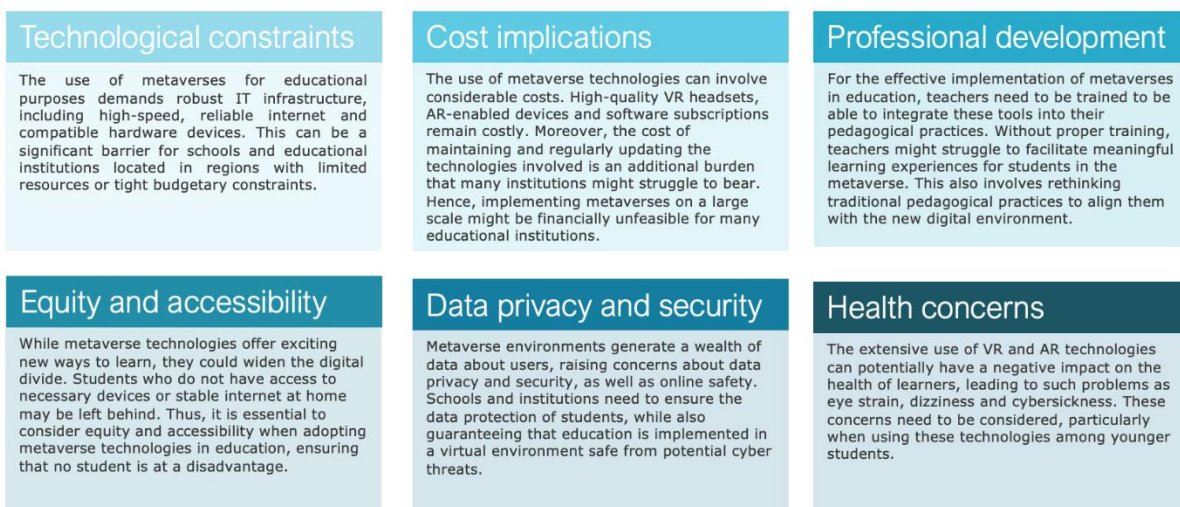 Technological constraints
The use of metaverses for educational
purposes demands robust IT infrastructure,
including high-speed, reliable internet and
compatible hardware devices. This can be a
significant barrier for schools and educational
institutions located in regions with limited
resources or tight budgetary constraints.
Cost implications
The use of metaverse technologies can involve
considerable costs. High-quality VR headsets,
AR-enabled devices and software subscriptions
remain costly. Moreover, the cost of
maintaining and regularly updating the
technologies involved is an additional burden
that many institutions might struggle to bear.
Hence, implementing metaverses on a large
scale might be financially unfeasible for many
educational institutions.
Professional development
For the effective implementation of metaverses
in education, teachers need to be trained to be
able to integrate these tools into their
pedagogical practices. Without proper training,
teachers might struggle to facilitate meaningful
learning experiences for students in the
metaverse. This also involves rethinking
traditional pedagogical practices to align them
with the new digital environment.
Equity and accessibility
While metaverse technologies offer exciting
new ways to learn, they could widen the digital
divide. Students who do not have access to
necessary devices or stable internet at home
may be left behind. Thus, it is essential to
consider equity and accessibility when adopting
metaverse technologies in education, ensuring
that no student is at a disadvantage.
Data privacy and security
Metaverse environments generate a wealth of
data about users, raising concerns about data
privacy and security, as well as online safety.
Schools and institutions need to ensure the
data protection of students, while also
guaranteeing that education is implemented in
a virtual environment safe from potential cyber
threats.
Health concerns
The extensive use of VR and AR technologies
can potentially have a negative impact on the
health of learners, leading to such problems as
eye strain, dizziness and cybersickness. These
concerns need to be considered, particularly
when using these technologies among younger
students.